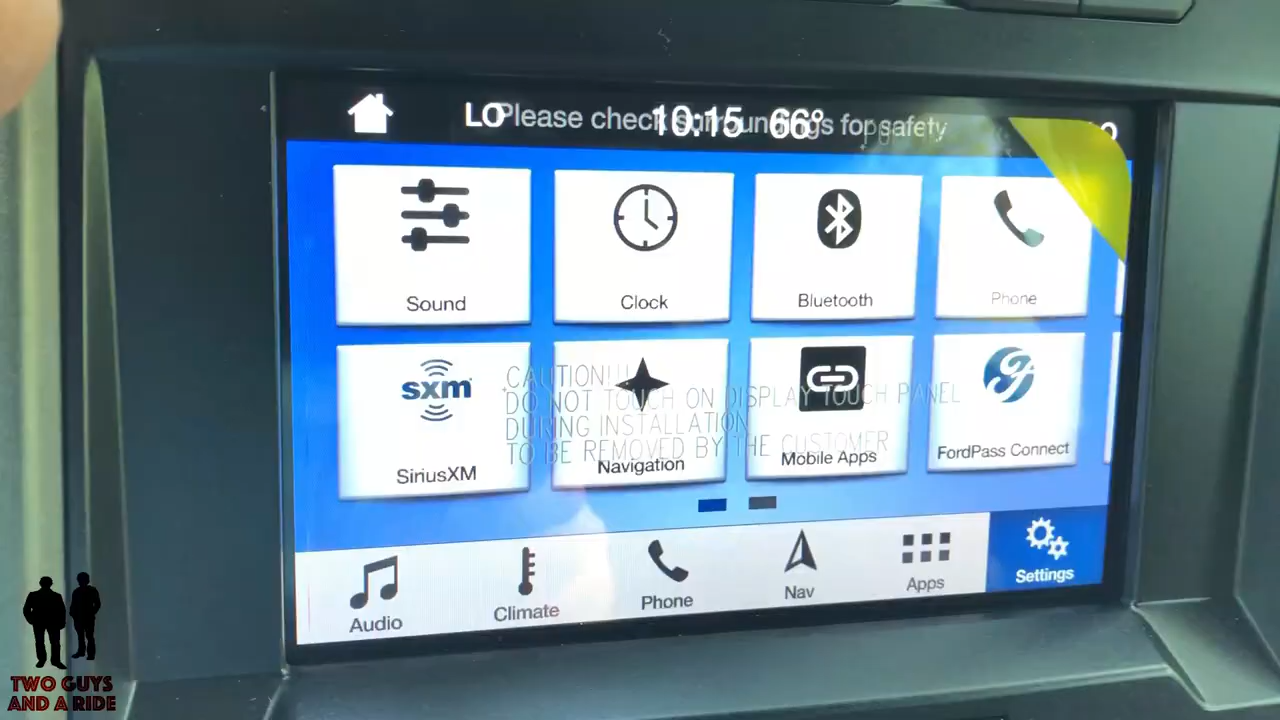 LO Please check surroundings for safety 10:15 66° LO
Sound Clock Bluetooth Phone
sxm
CAUTION!!!
DO NOT TOUCH ON DISPLAY TOUCH PANEL
DURING INSTALLATION
TO BE REMOVED BY THE CUSTOMER
SiriusXM Navigation Mobile Apps FordPass Connect
Audio Climate Phone Nav Apps Settings
TWO GUYS
AND A RIDE